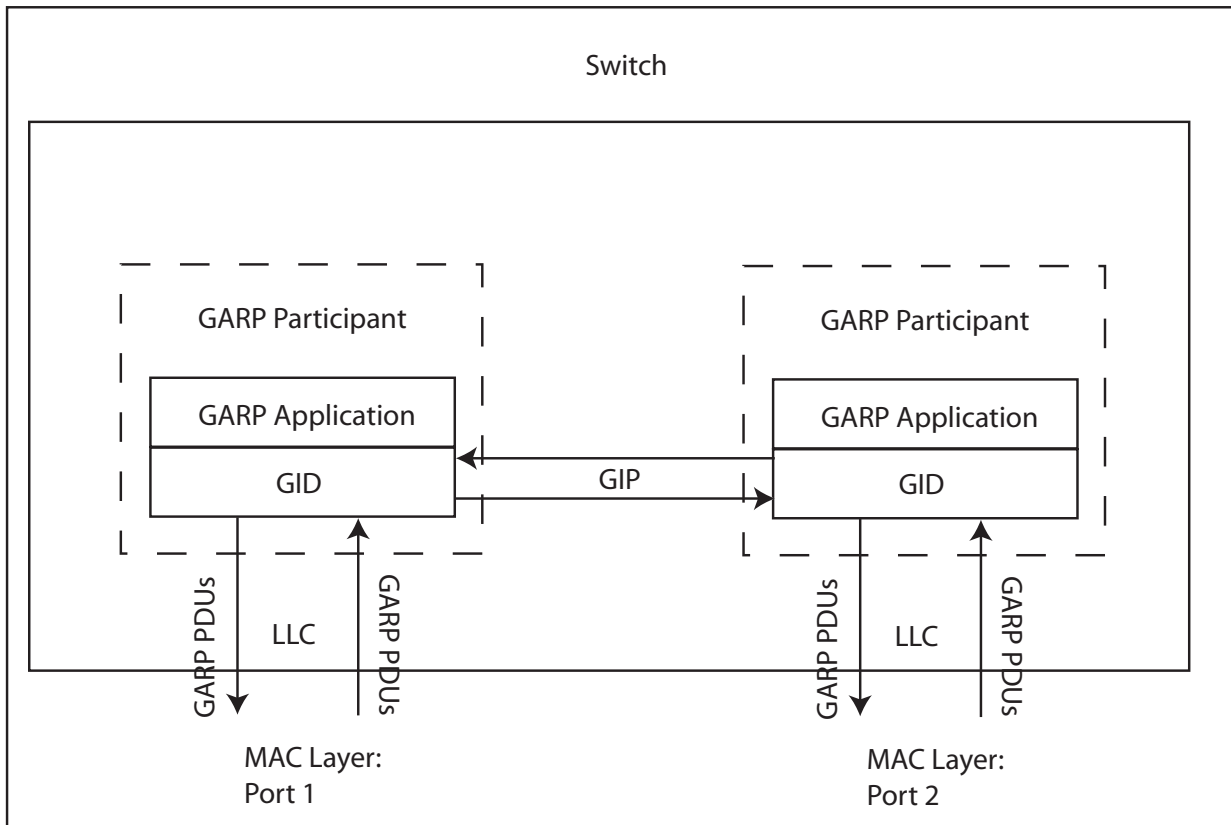 Switch
GARP Participant
GARP Application
GID
GIP
GARP Participant
GARP Application
GID
GARP PDUs
LLC
GARP PDUs
GARP PDUs
LLC
GARP PDUs
MAC Layer:
Port 1
MAC Layer:
Port 2